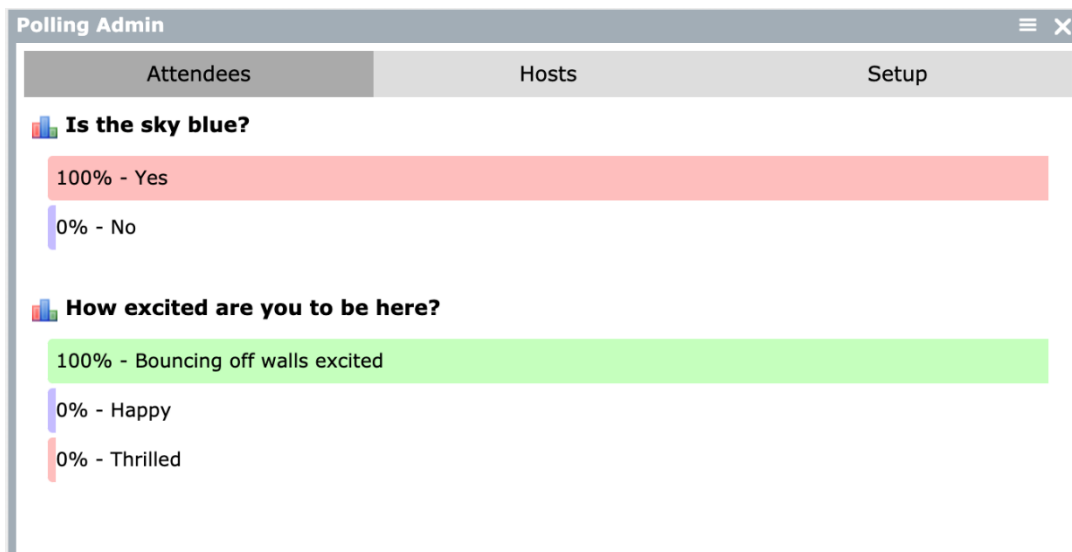 Polling Admin
Attendees Hosts Setup
Is the sky blue?
100% - Yes
0% - No
How excited are you to be here?
100% - Bouncing off walls excited
0% - Happy
0% - Thrilled